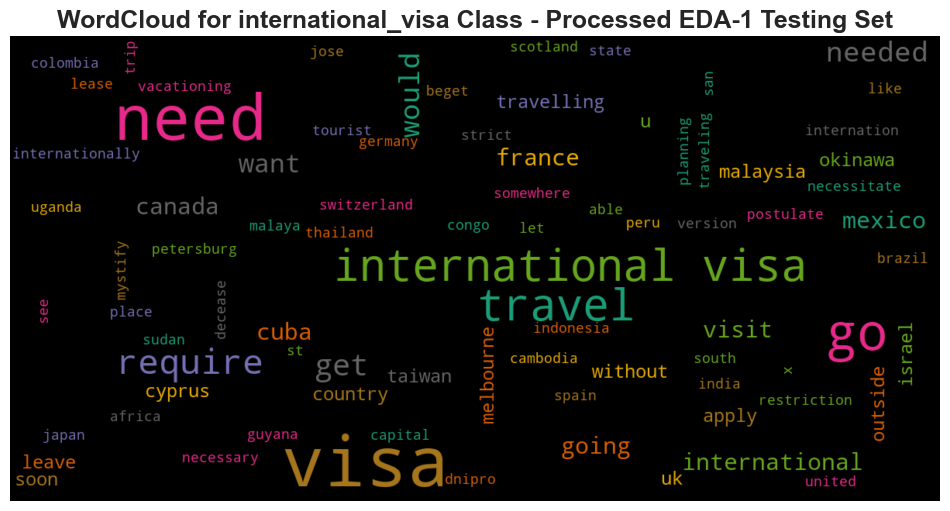 WordCloud for international_visa Class - Processed EDA-1 Testing Set
colombia
trip
jose
scotland
state
needed
lease
vacationing
would
beget
travelling
san
like
need
tourist
germany
strict
u
planning
traveling
internation
internationally
want
france
malaysia
okinawa
necessitate
uganda
canada
switzerland
somewhere
able
peru
version
postulate
mexico
malaya
thailand
congo
let
petersburg
mystify
international visa
brazil
see
place
decease
travel
cuba
indonesia
visit
go
israel
sudan
st
require
get
taiwan
melbourne
cambodia
without
south
x
india
outside
cyprus
country
spain
restriction
africa
apply
japan
guyana
capital
going
leave
necessary
visa
international
soon
dnipro
uk
united